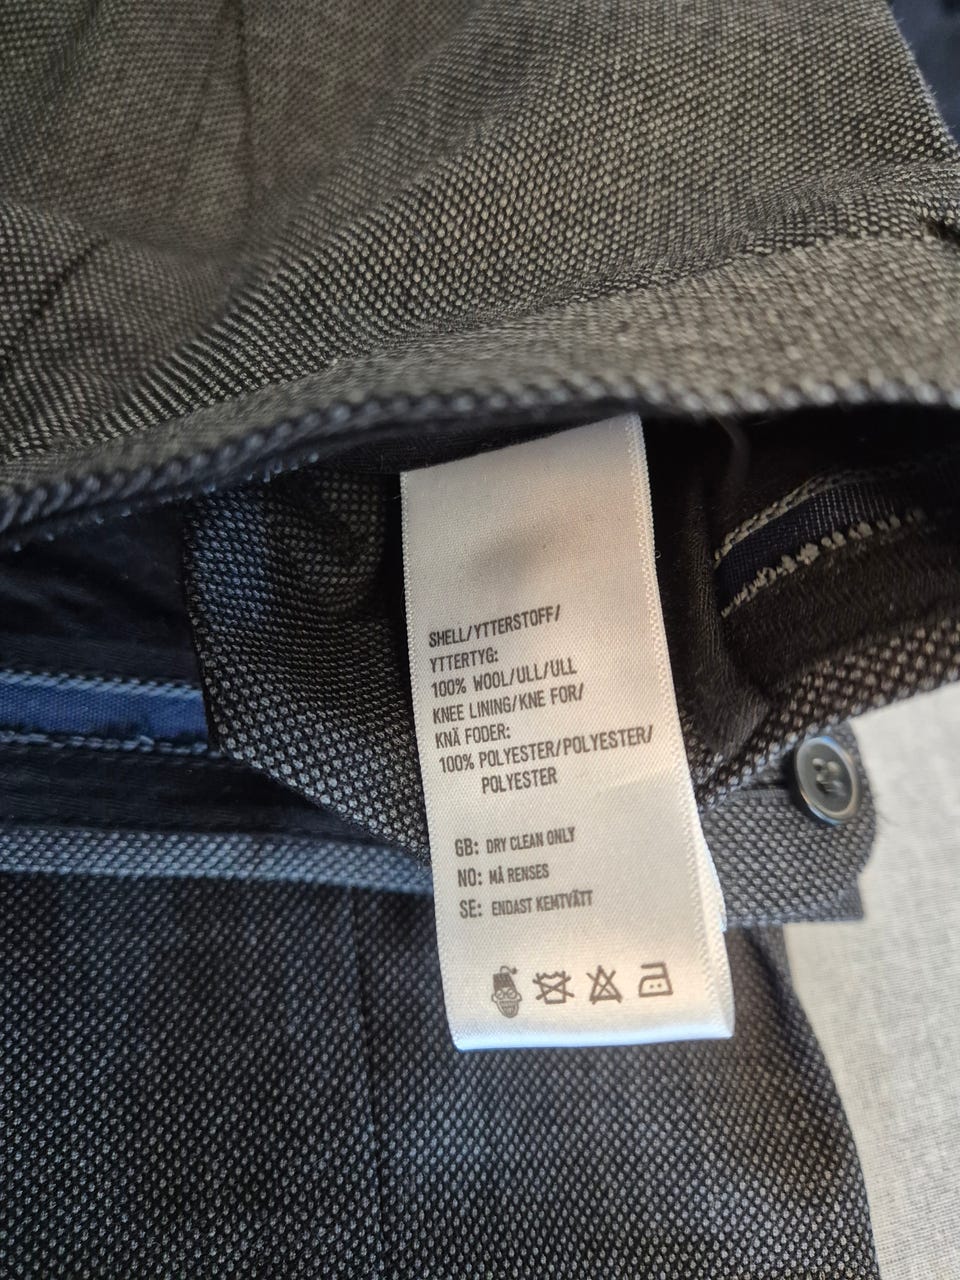 SHELL/YTTERSTOFF/
YTTERTYG:
100% WOOL/ULL/ULL
KNEE LINING/KNE FOR/
KNÄ FODER:
100% POLYESTER/POLYESTER/
POLYESTER
GB: DRY CLEAN ONLY
NO: MÅ RENSES
SE: ENDAST KEMTVÄTT